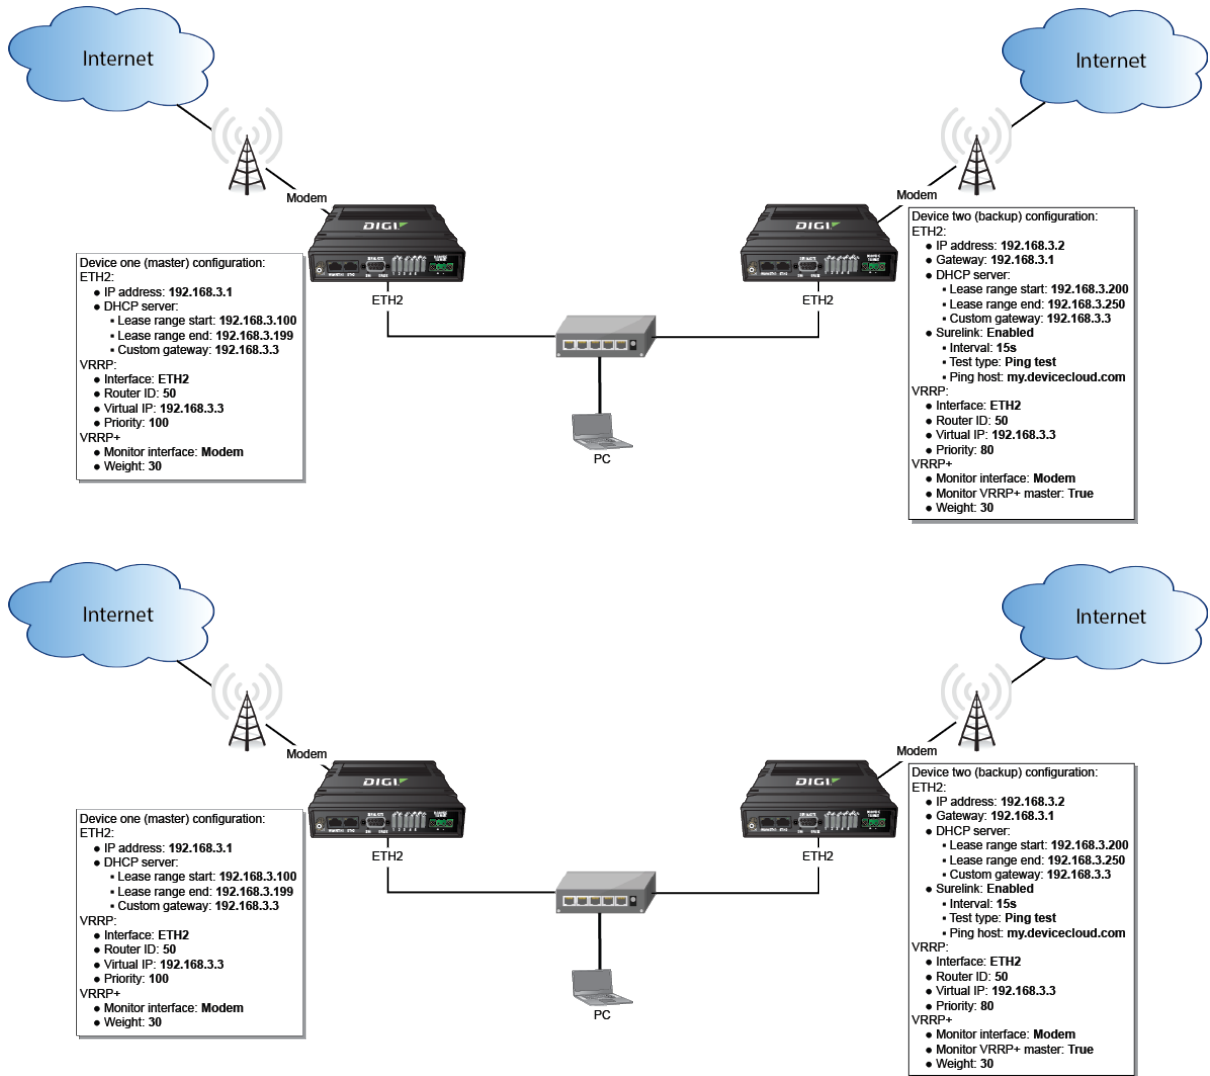 Internet
Internet
Modem
Modem
DIGI
DIGI
ETH2
ETH2
PC
Device one (master) configuration:
ETH2:
● IP address: 192.168.3.1
● DHCP server:
▪ Lease range start: 192.168.3.100
▪ Lease range end: 192.168.3.199
▪ Custom gateway: 192.168.3.3
VRRP:
● Interface: ETH2
● Router ID: 50
● Virtual IP: 192.168.3.3
● Priority: 100
VRRP+
● Monitor interface: Modem
● Weight: 30
Device two (backup) configuration:
ETH2:
● IP address: 192.168.3.2
● Gateway: 192.168.3.1
● DHCP server:
▪ Lease range start: 192.168.3.200
▪ Lease range end: 192.168.3.250
▪ Custom gateway: 192.168.3.3
● Surelink: Enabled
▪ Interval: 15s
▪ Test type: Ping test
▪ Ping host: my.devicecloud.com
VRRP:
● Interface: ETH2
● Router ID: 50
● Virtual IP: 192.168.3.3
● Priority: 80
VRRP+
● Monitor interface: Modem
● Monitor VRRP+ master: True
● Weight: 30
Internet
Internet
Modem
Modem
DIGI
DIGI
ETH2
ETH2
PC
Device one (master) configuration:
ETH2:
● IP address: 192.168.3.1
● DHCP server:
▪ Lease range start: 192.168.3.100
▪ Lease range end: 192.168.3.199
▪ Custom gateway: 192.168.3.3
VRRP:
● Interface: ETH2
● Router ID: 50
● Virtual IP: 192.168.3.3
● Priority: 100
VRRP+
● Monitor interface: Modem
● Weight: 30
Device two (backup) configuration:
ETH2:
● IP address: 192.168.3.2
● Gateway: 192.168.3.1
● DHCP server:
▪ Lease range start: 192.168.3.200
▪ Lease range end: 192.168.3.250
▪ Custom gateway: 192.168.3.3
● Surelink: Enabled
▪ Interval: 15s
▪ Test type: Ping test
▪ Ping host: my.devicecloud.com
VRRP:
● Interface: ETH2
● Router ID: 50
● Virtual IP: 192.168.3.3
● Priority: 80
VRRP+
● Monitor interface: Modem
● Monitor VRRP+ master: True
● Weight: 30